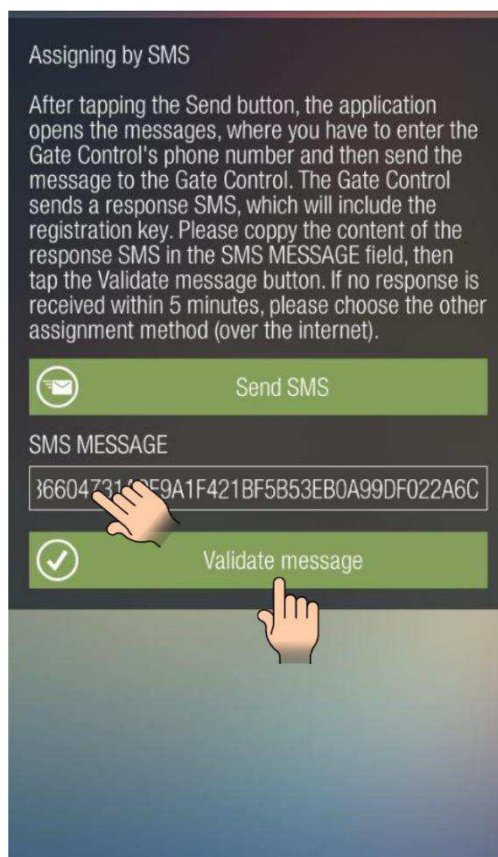 Assigning by SMS
After tapping the Send button, the application
opens the messages, where you have to enter the
Gate Control's phone number and then send the
message to the Gate Control. The Gate Control
sends a response SMS, which will include the
registration key. Please coppy the content of the
response SMS in the SMS MESSAGE field, then
tap the Validate message button. If no response is
received within 5 minutes, please choose the other
assignment method (over the internet).
Send SMS
SMS MESSAGE
Validate message